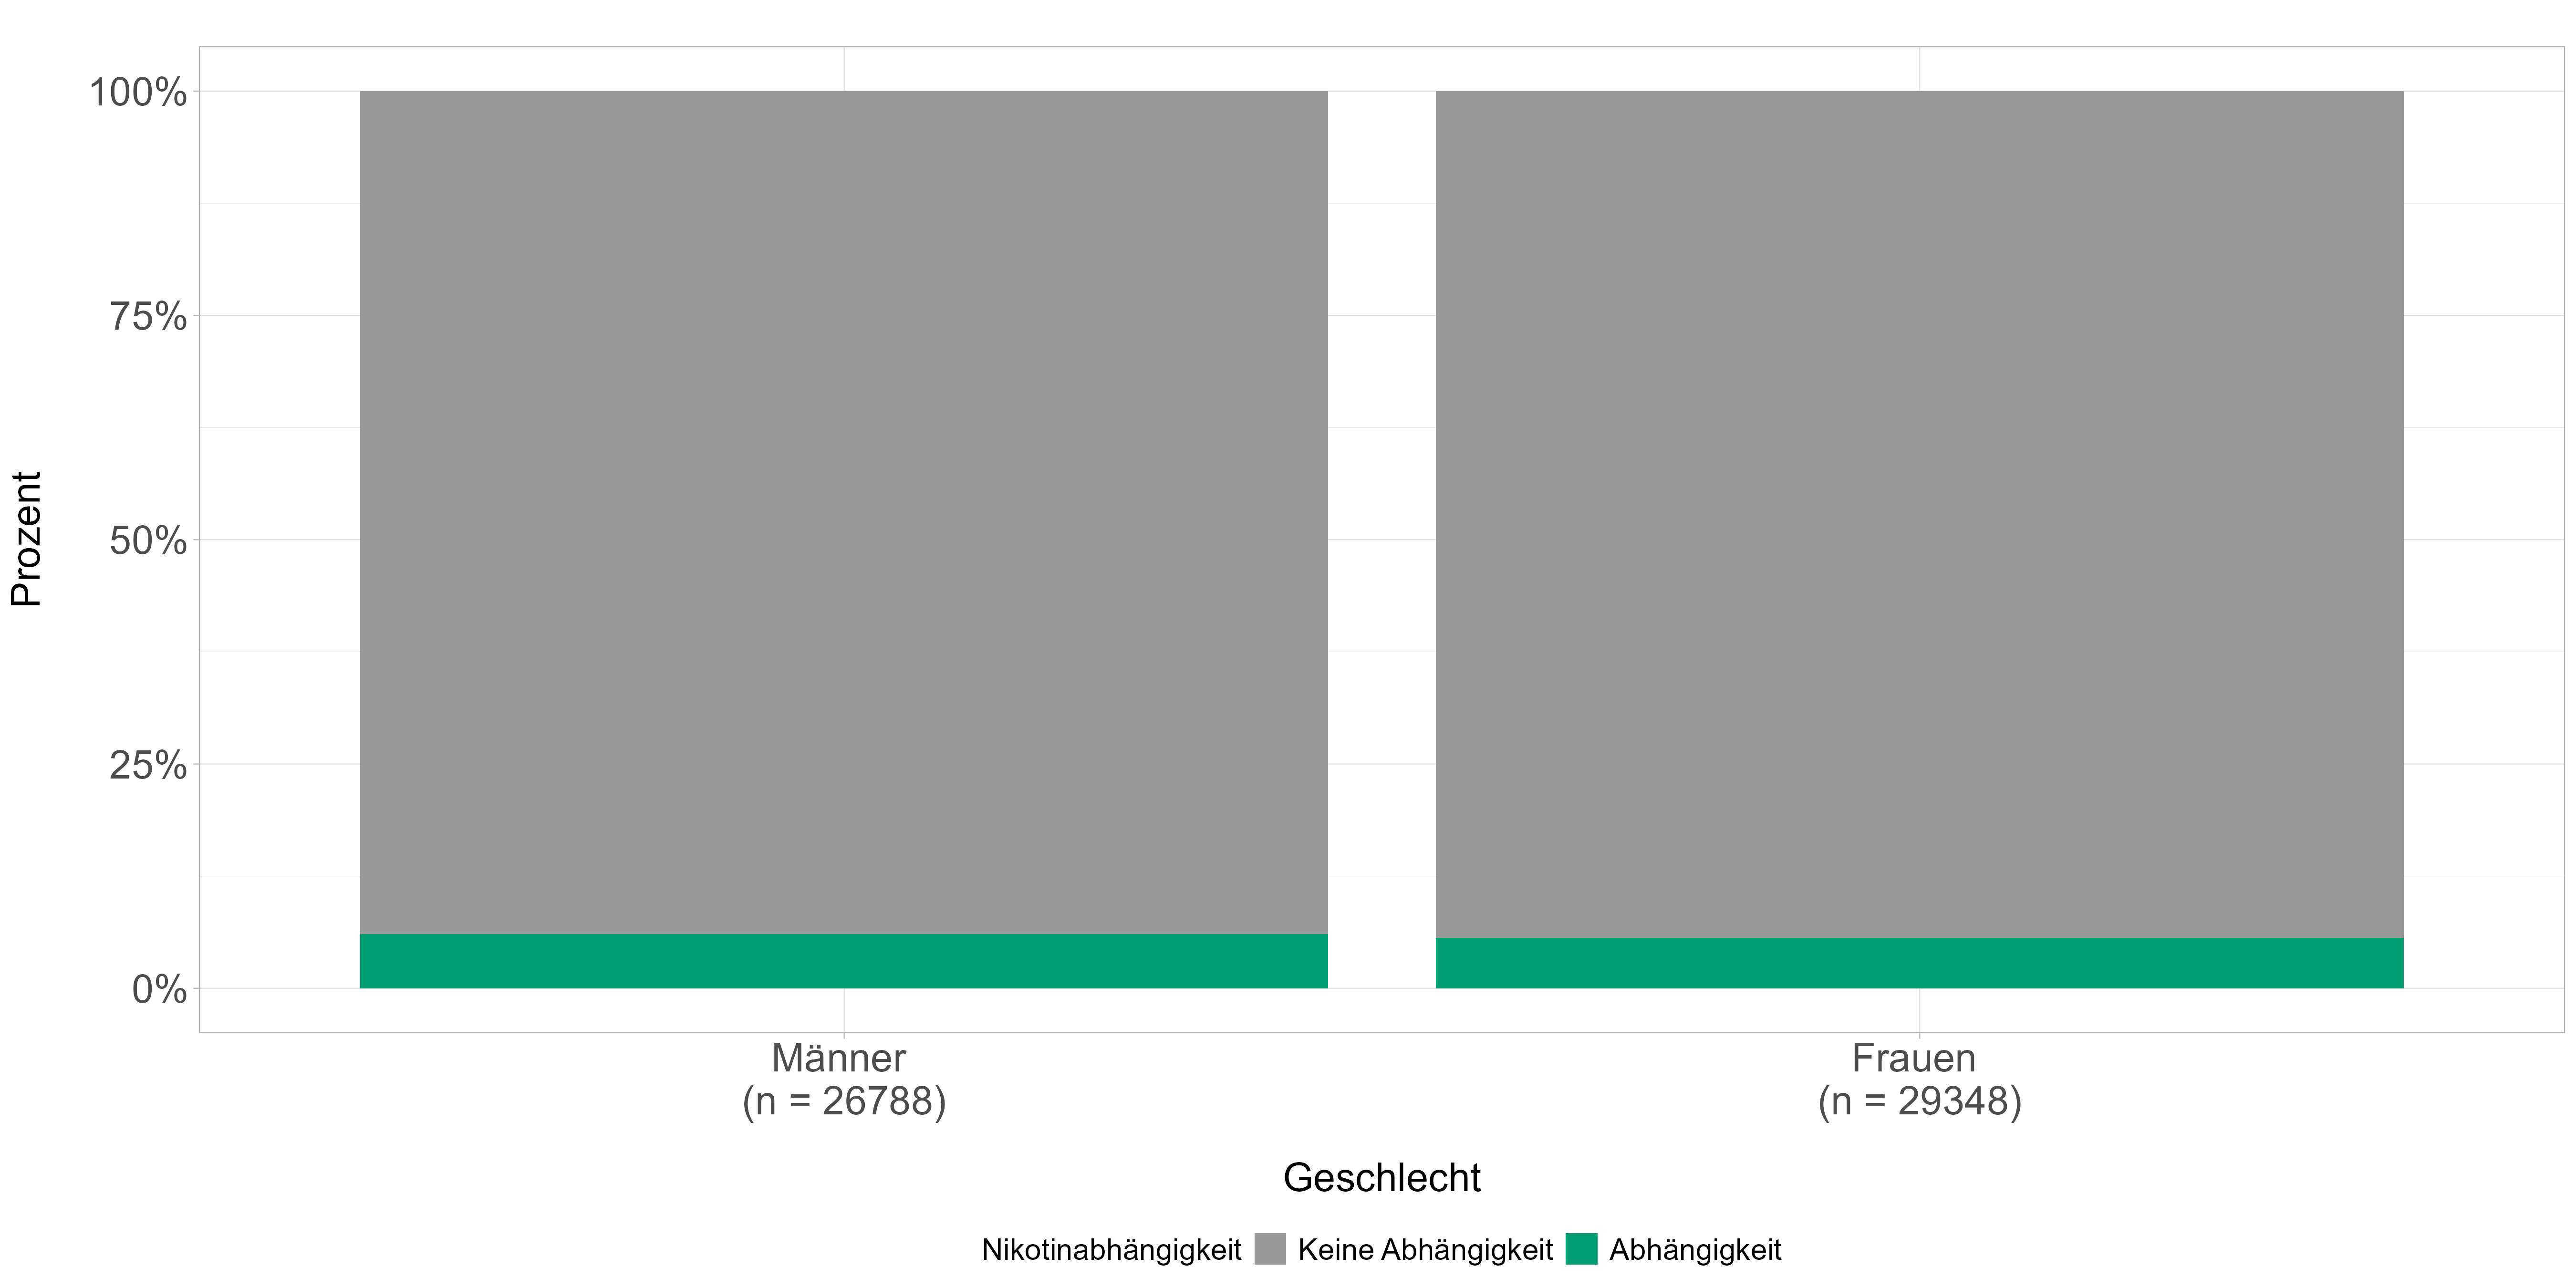 Prozent
100%
75%
50%
25%
0%
Männer
(n = 26788)
Frauen
(n = 29348)
Geschlecht
Nikotinabhängigkeit Keine Abhängigkeit Abhängigkeit